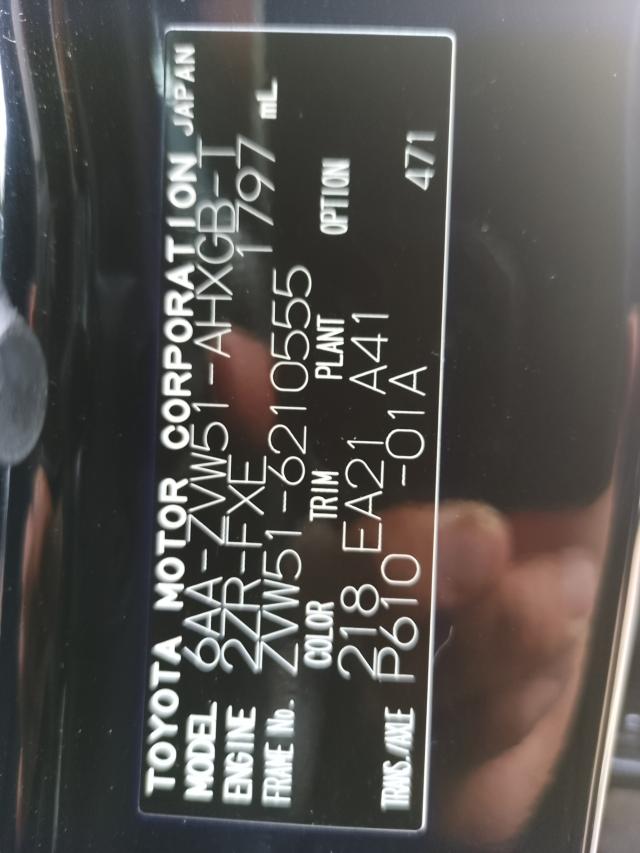 TOYOTA MOTOR CORPORATION JAPAN
MODEL 6AA-ZVW51-AHXGB-T
ENGINE 2ZR-FXE 1797 mL
FRAME No. ZVW51-6210555
COLOR TRIM PLANT OPTION
218 EA21 A41
TRANS./AXLE P610 -01A 471